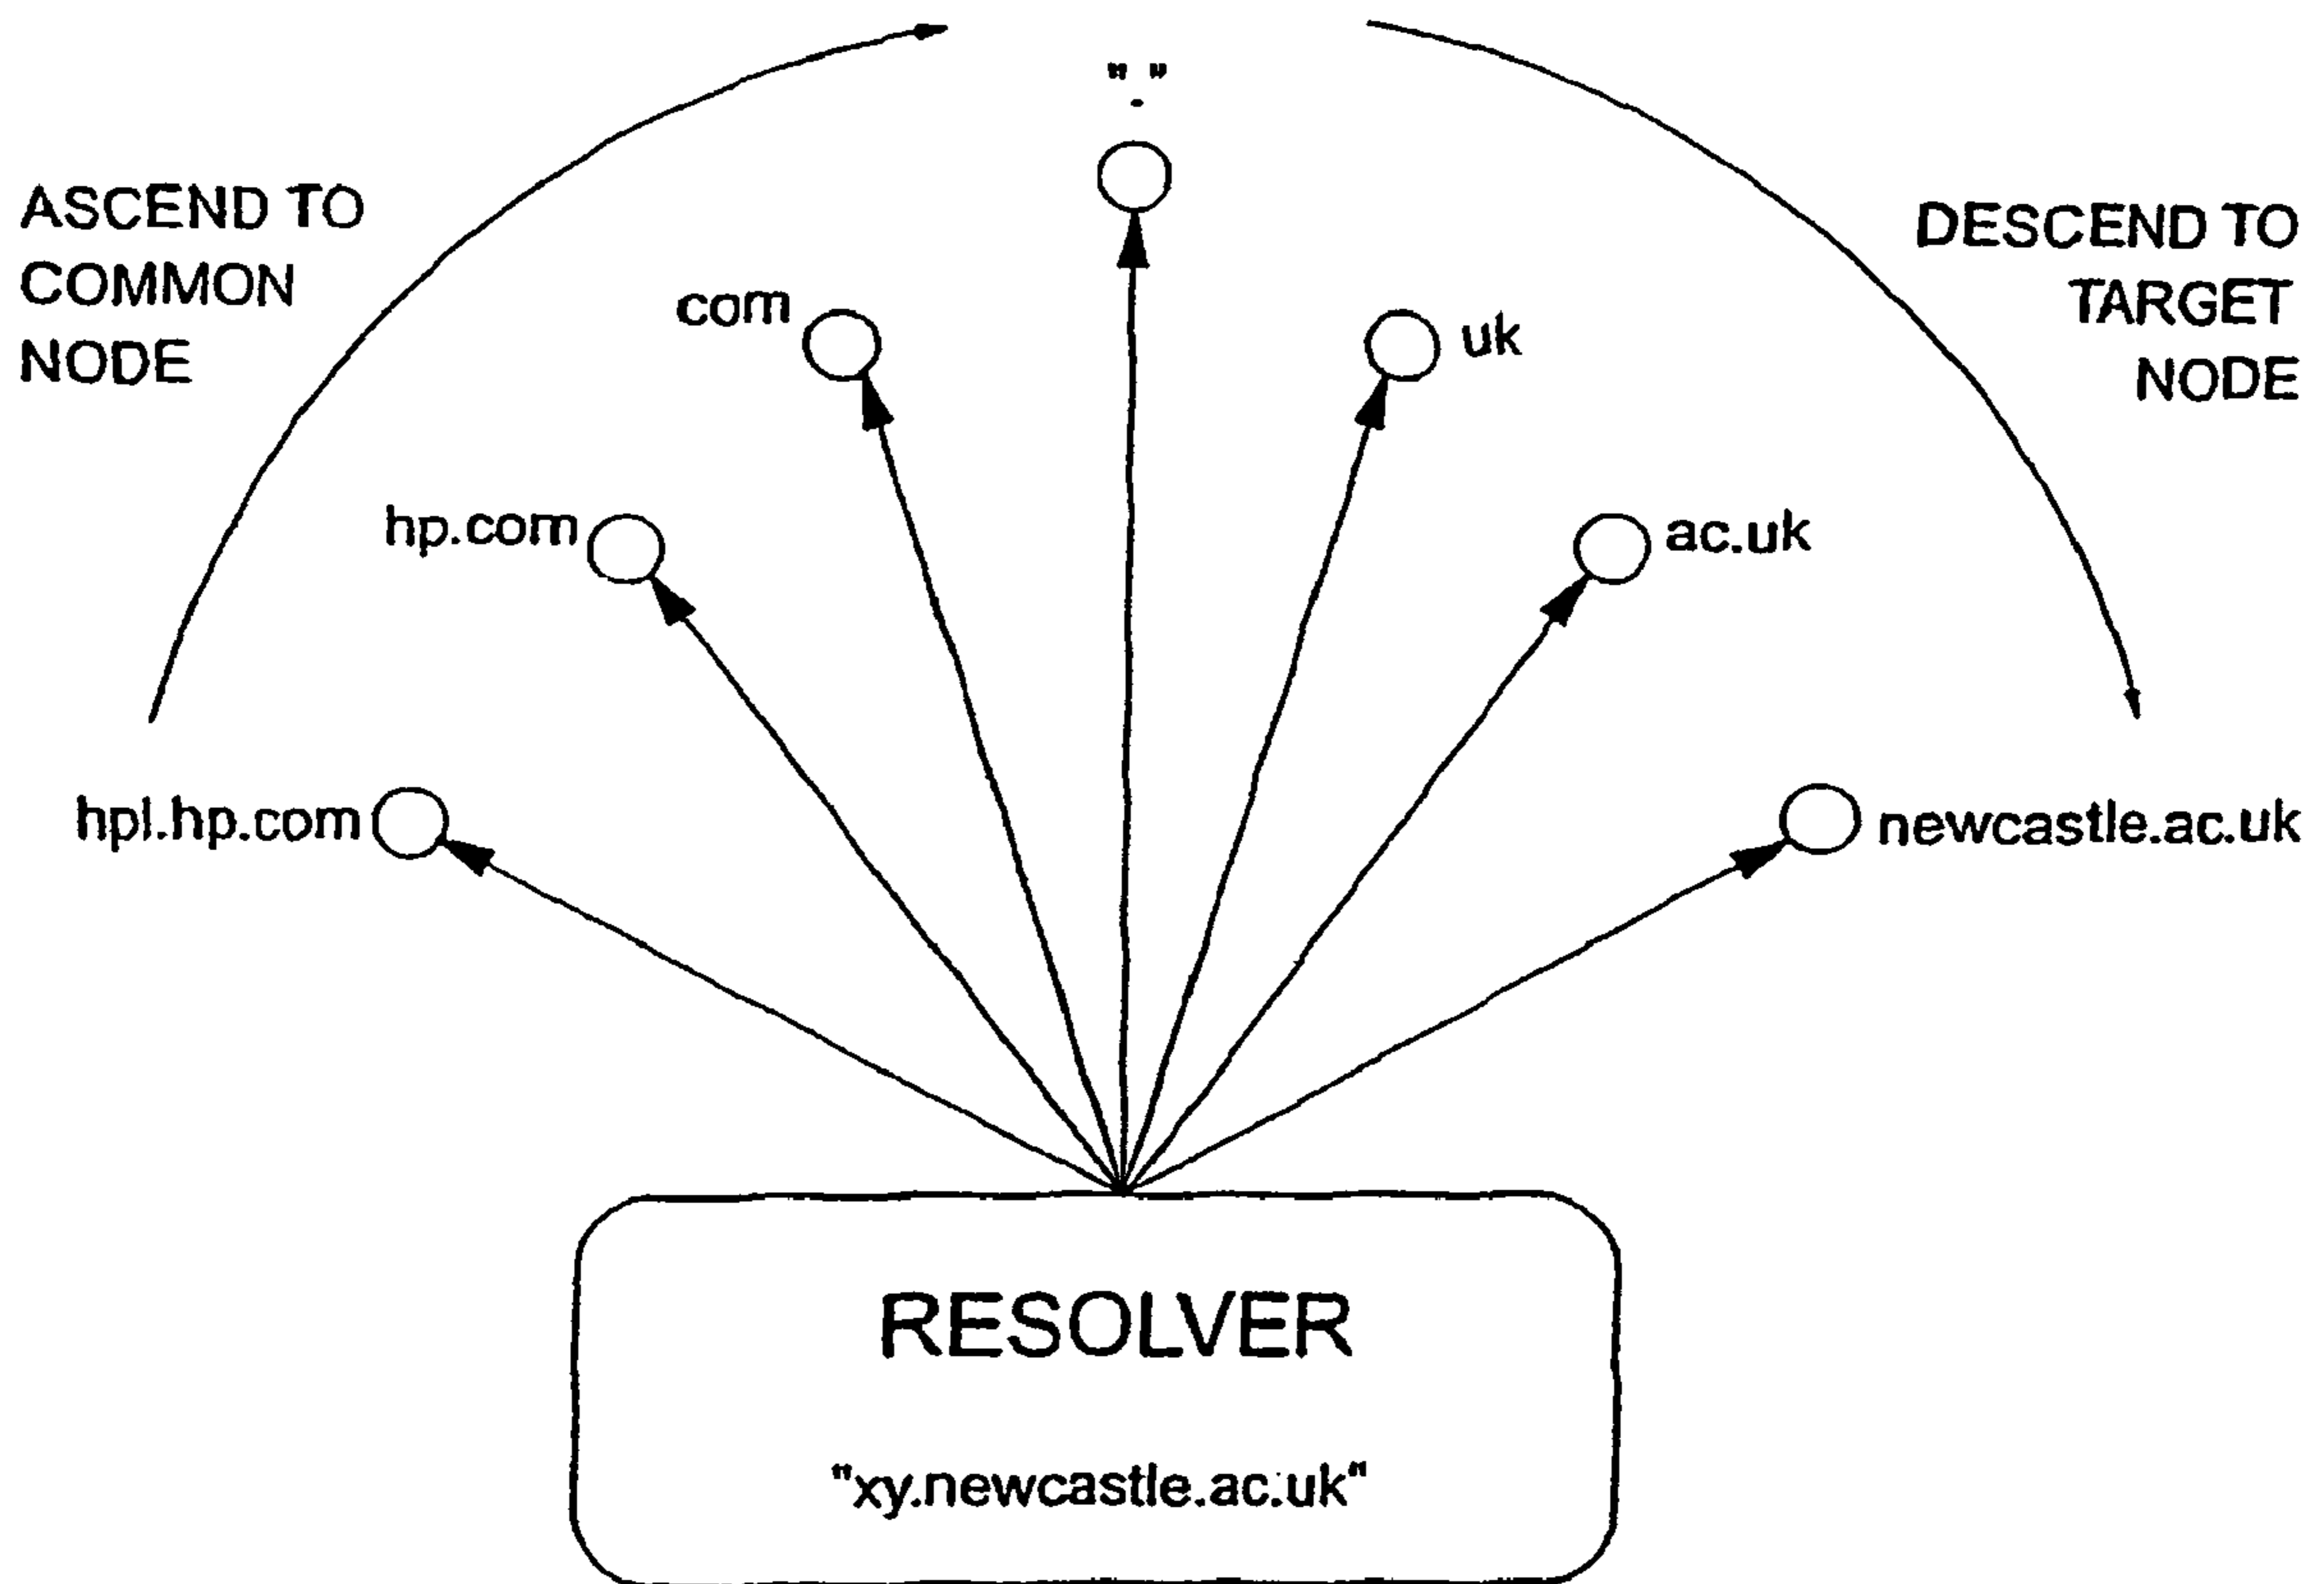 "."
ASCEND TO
COMMON
NODE
DESCEND TO
TARGET
NODE
com
uk
hp.com
ac.uk
hpl.hp.com
newcastle.ac.uk
RESOLVER
"xy.newcastle.ac.uk"